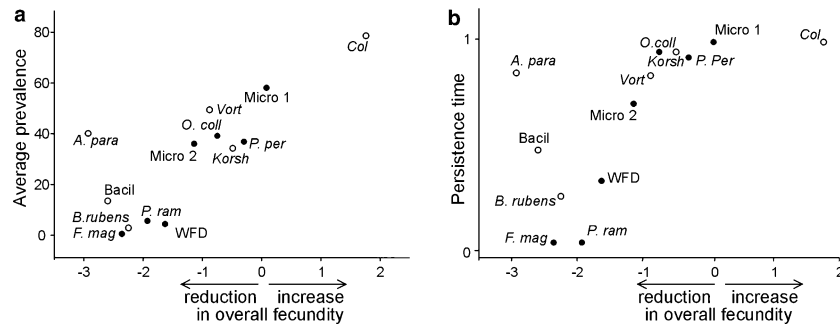 a
Average prevalence
80
60
40
20
0
Col
Micro 1
Vort
O. coll
A. para
P. per
Micro 2
Korsh
Bacil
P. ram
B.rubens
F. mag
WFD
-3 -2 -1 0 1 2
reduction increase
in overall fecundity
b
Persistence time
1
0
Micro 1
O.coll
Col
Korsh
P. Per
A. para
Vort
Micro 2
Bacil
WFD
B. rubens
F. mag
P. ram
-3 -2 -1 0 1 2
reduction increase
in overall fecundity